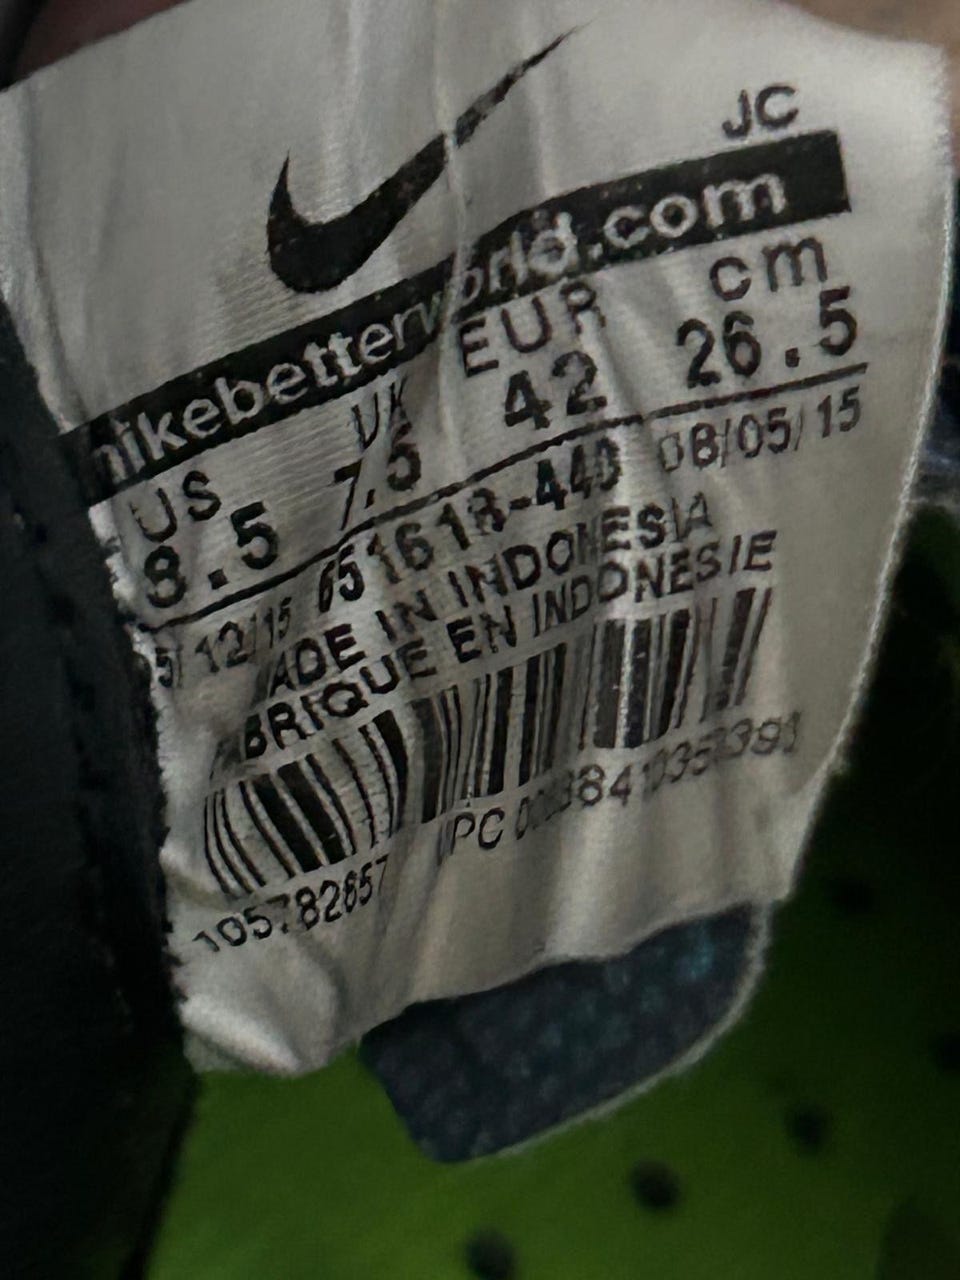 JC
nikebetterworld.com
US UK EUR cm
8.5 7.5 42 26.5
651618-440 08/05/15
12/15
MADE IN INDONESIA
FABRIQUE EN INDONESIE
UPC